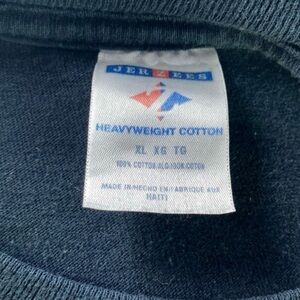 JERZEES
HEAVYWEIGHT COTTON
XL XG TG
100% COTTON/ALGODON/COTON
MADE IN/HECHO EN/FABRIQUE AUX
HAITI